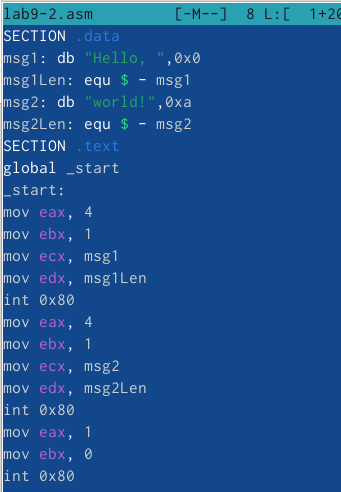 lab9-2.asm [-M--] 8 L:[ 1+20
SECTION .data
msg1: db "Hello, ",0x0
msg1Len: equ $ - msg1
msg2: db "world!",0xa
msg2Len: equ $ - msg2
SECTION .text
global _start
_start:
mov eax, 4
mov ebx, 1
mov ecx, msg1
mov edx, msg1Len
int 0x80
mov eax, 4
mov ebx, 1
mov ecx, msg2
mov edx, msg2Len
int 0x80
mov eax, 1
mov ebx, 0
int 0x80